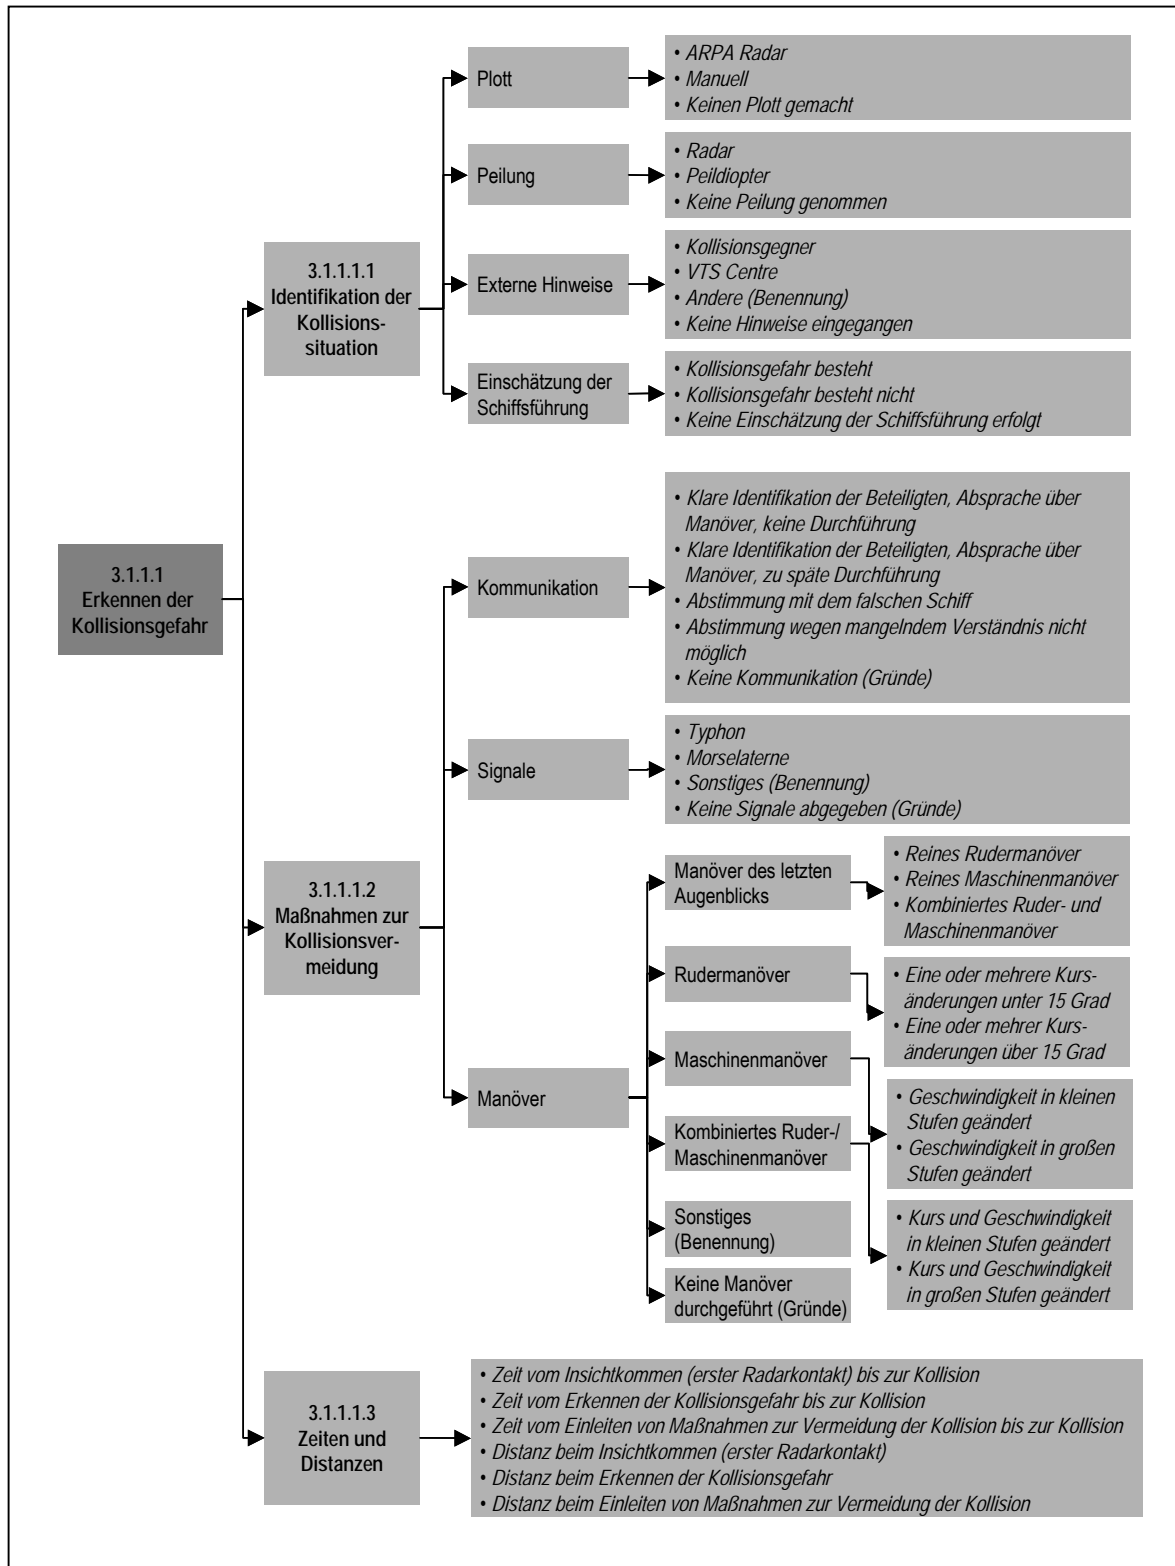 3.1.1.1
Erkennen der
Kollisionsgefahr
3.1.1.1.1
Identifikation der
Kollisions-
situation
Plott
• ARPA Radar
• Manuell
• Keinen Plott gemacht
Peilung
• Radar
• Peildiopter
• Keine Peilung genommen
Externe Hinweise
• Kollisionsgegner
• VTS Centre
• Andere (Benennung)
• Keine Hinweise eingegangen
Einschätzung der
Schiffsführung
• Kollisionsgefahr besteht
• Kollisionsgefahr besteht nicht
• Keine Einschätzung der Schiffsführung erfolgt
3.1.1.1.2
Maßnahmen zur
Kollisionsver-
meidung
Kommunikation
• Klare Identifikation der Beteiligten, Absprache über
Manöver, keine Durchführung
• Klare Identifikation der Beteiligten, Absprache über
Manöver, zu späte Durchführung
• Abstimmung mit dem falschen Schiff
• Abstimmung wegen mangelndem Verständnis nicht
möglich
• Keine Kommunikation (Gründe)
Signale
• Typhon
• Morselaterne
• Sonstiges (Benennung)
• Keine Signale abgegeben (Gründe)
Manöver
Manöver des letzten
Augenblicks
• Reines Rudermanöver
• Reines Maschinenmanöver
• Kombiniertes Ruder- und
Maschinenmanöver
Rudermanöver
• Eine oder mehrere Kurs-
änderungen unter 15 Grad
• Eine oder mehrer Kurs-
änderungen über 15 Grad
Maschinenmanöver
• Geschwindigkeit in kleinen
Stufen geändert
• Geschwindigkeit in großen
Stufen geändert
Kombiniertes Ruder-/
Maschinenmanöver
• Kurs und Geschwindigkeit
in kleinen Stufen geändert
• Kurs und Geschwindigkeit
in großen Stufen geändert
Sonstiges
(Benennung)
Keine Manöver
durchgeführt (Gründe)
3.1.1.1.3
Zeiten und
Distanzen
• Zeit vom Insichtkommen (erster Radarkontakt) bis zur Kollision
• Zeit vom Erkennen der Kollisionsgefahr bis zur Kollision
• Zeit vom Einleiten von Maßnahmen zur Vermeidung der Kollision bis zur Kollision
• Distanz beim Insichtkommen (erster Radarkontakt)
• Distanz beim Erkennen der Kollisionsgefahr
• Distanz beim Einleiten von Maßnahmen zur Vermeidung der Kollision